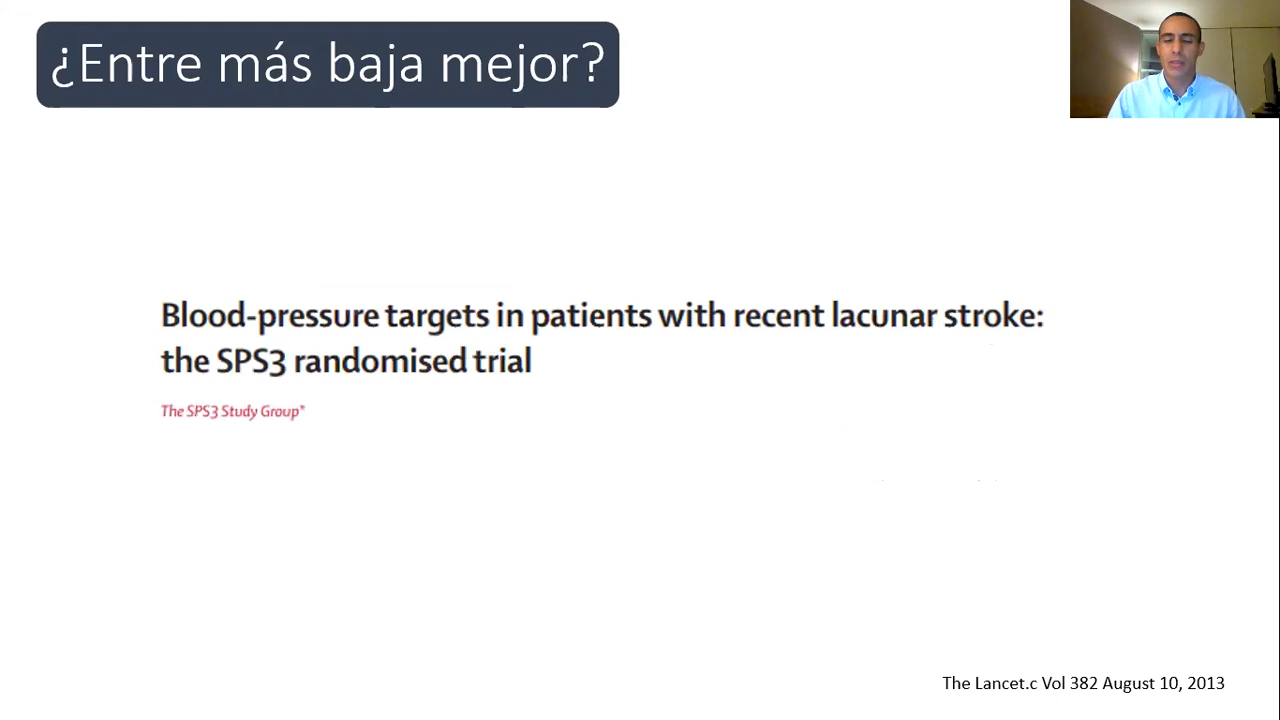 ¿Entre más baja mejor?
Blood-pressure targets in patients with recent lacunar stroke:
the SPS3 randomised trial
The SPS3 Study Group*
The Lancet.c Vol 382 August 10, 2013